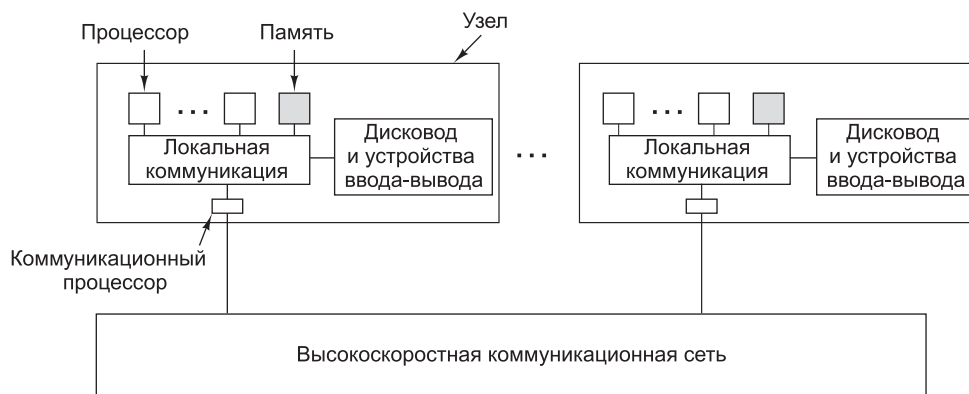 Узел
Процессор
Память
Локальная
коммуникация
Дисковод
и устройства
ввода-вывода
...
Локальная
коммуникация
Дисковод
и устройства
ввода-вывода
Коммуникационный
процессор
Высокоскоростная коммуникационная сеть